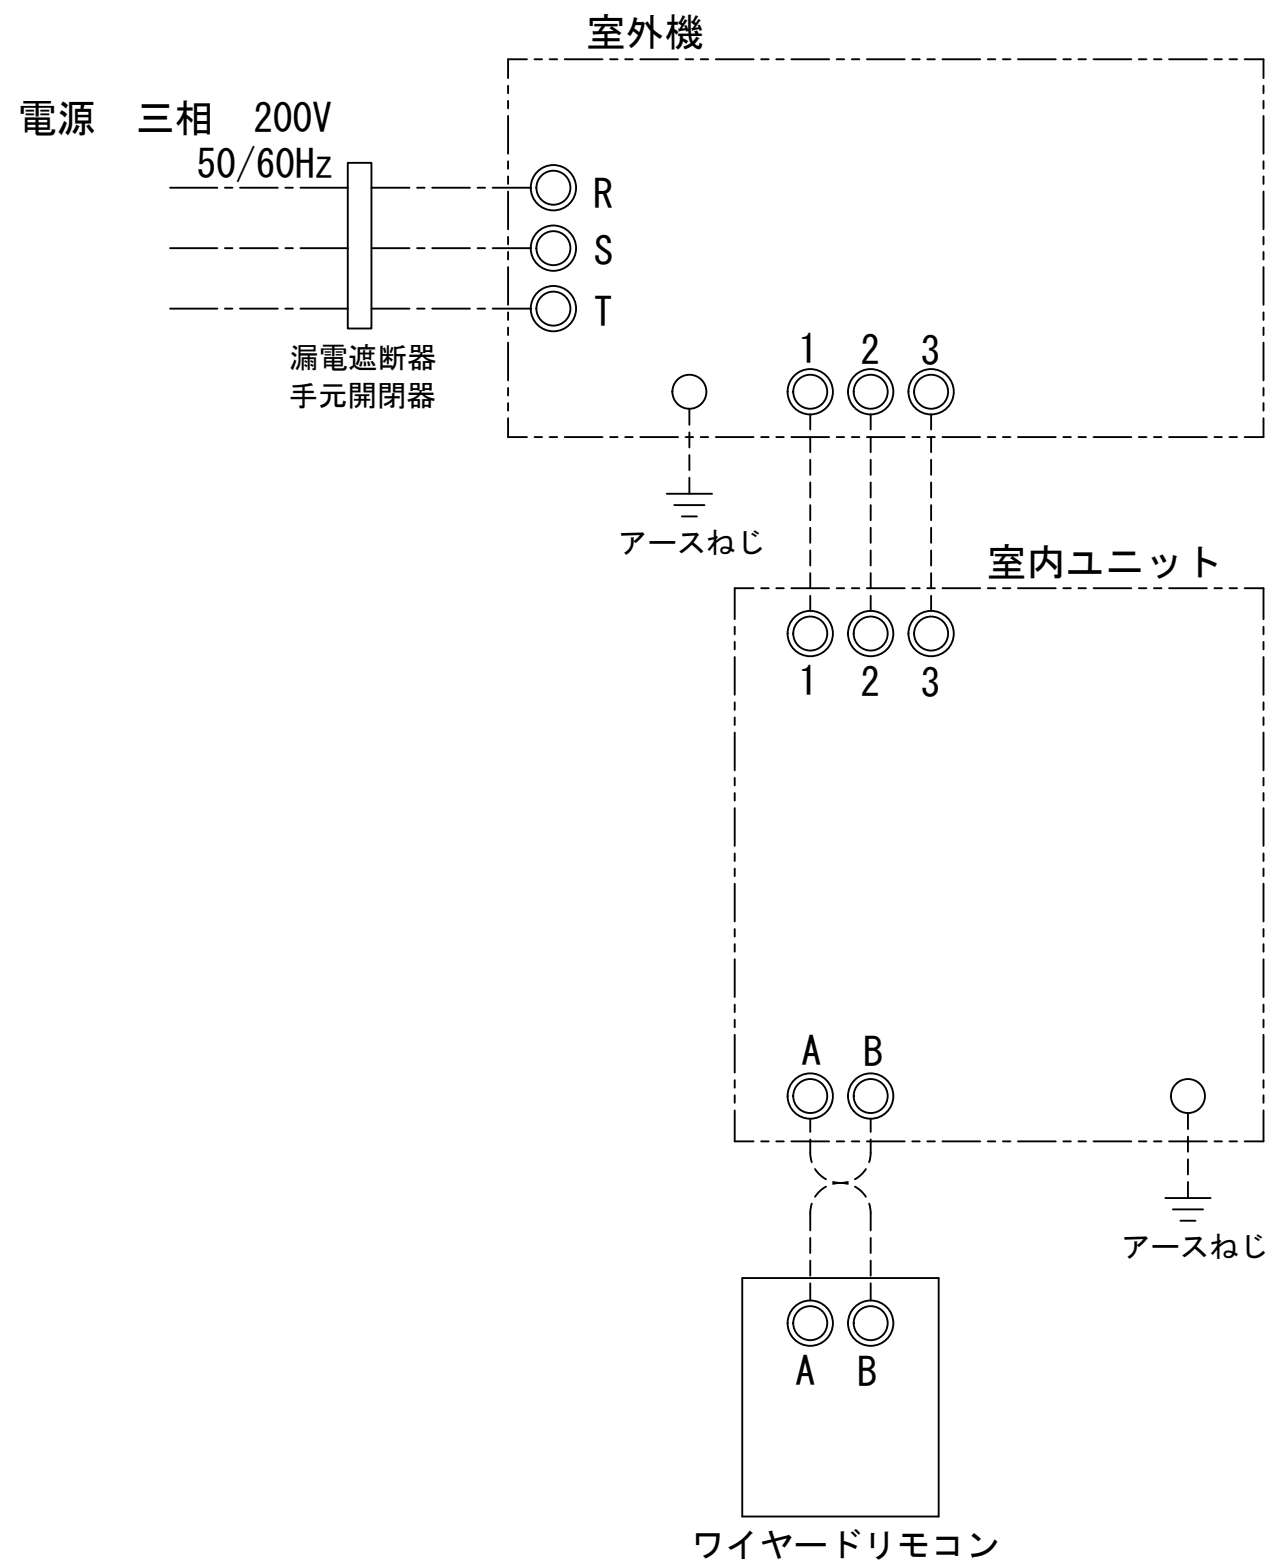 室外機
電源　三相　200V
50/60Hz
R
S
T
漏電遮断器
手元開閉器
1 2 3
アースねじ
室内ユニット
1 2 3
A B
アースねじ
A B
ワイヤードリモコン